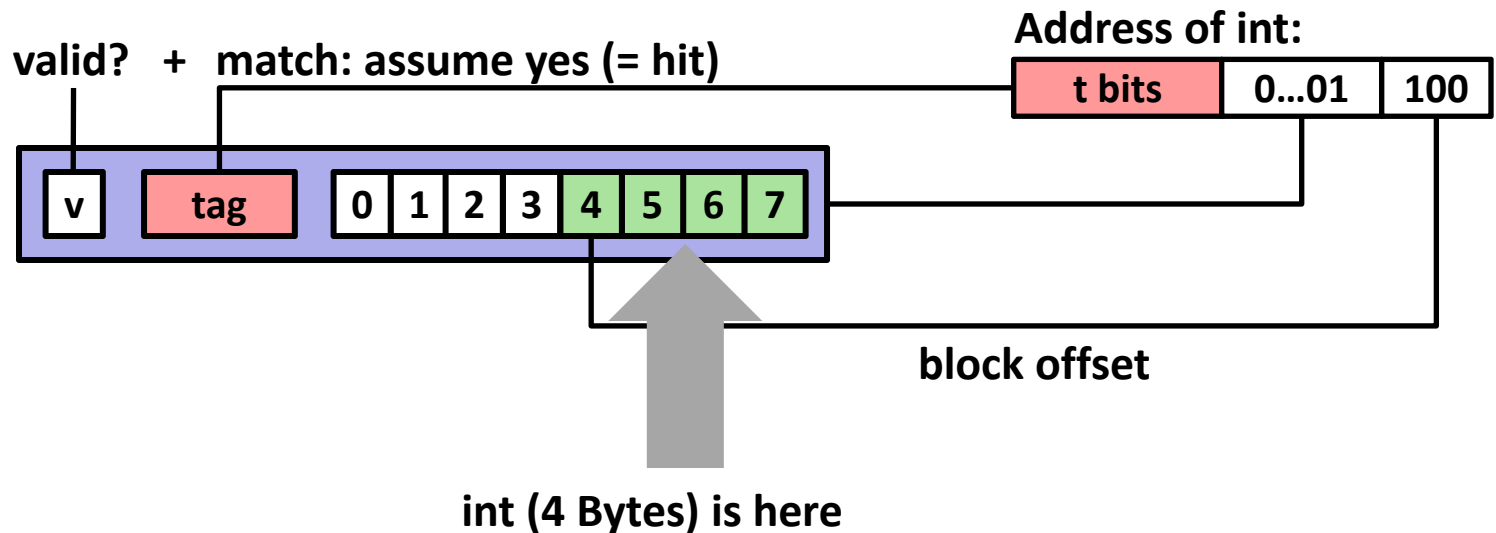 Address of int:
valid? + match: assume yes (= hit)
t bits 0...01 100
v tag 0 1 2 3 4 5 6 7
block offset
int (4 Bytes) is here